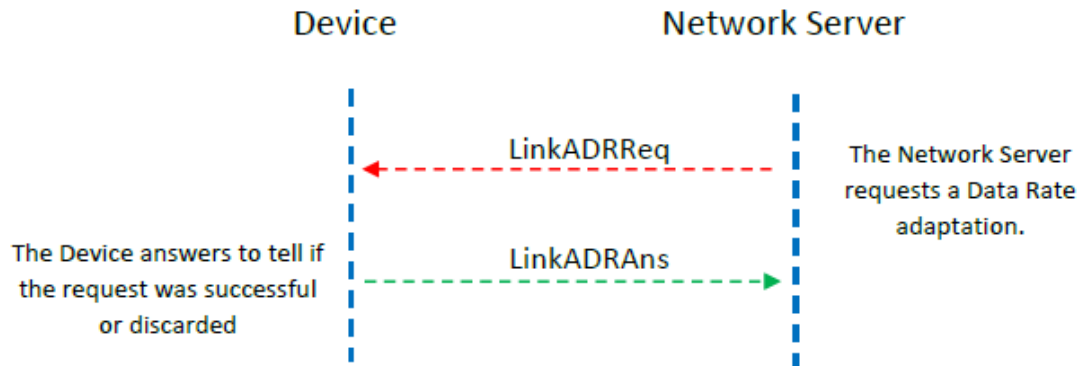 Device
Network Server
LinkADRReq
The Network Server
requests a Data Rate
adaptation.
The Device answers to tell if
the request was successful
or discarded
LinkADRAns